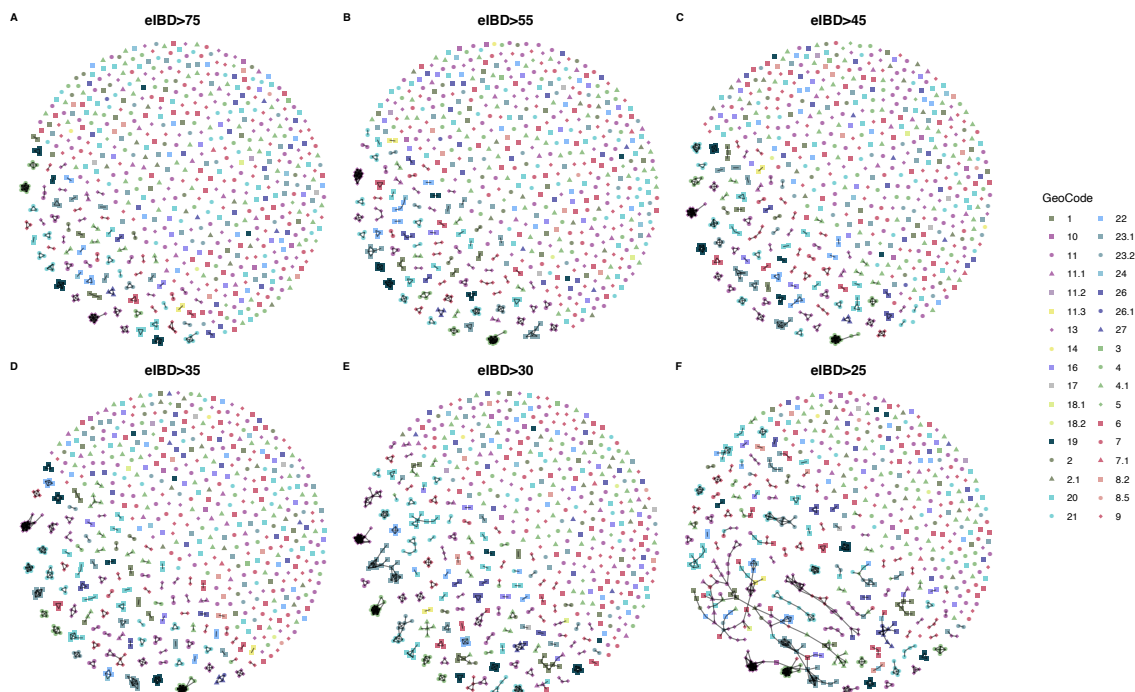 A eIBD>75
B eIBD>55
C eIBD>45
D eIBD>35
E eIBD>30
F eIBD>25
GeoCode
1 22
10 23.1
11 23.2
11.1 24
11.2 26
11.3 26.1
13 27
14 3
16 4
17 4.1
18.1 5
18.2 6
19 7
2 7.1
2.1 8.2
20 8.5
21 9